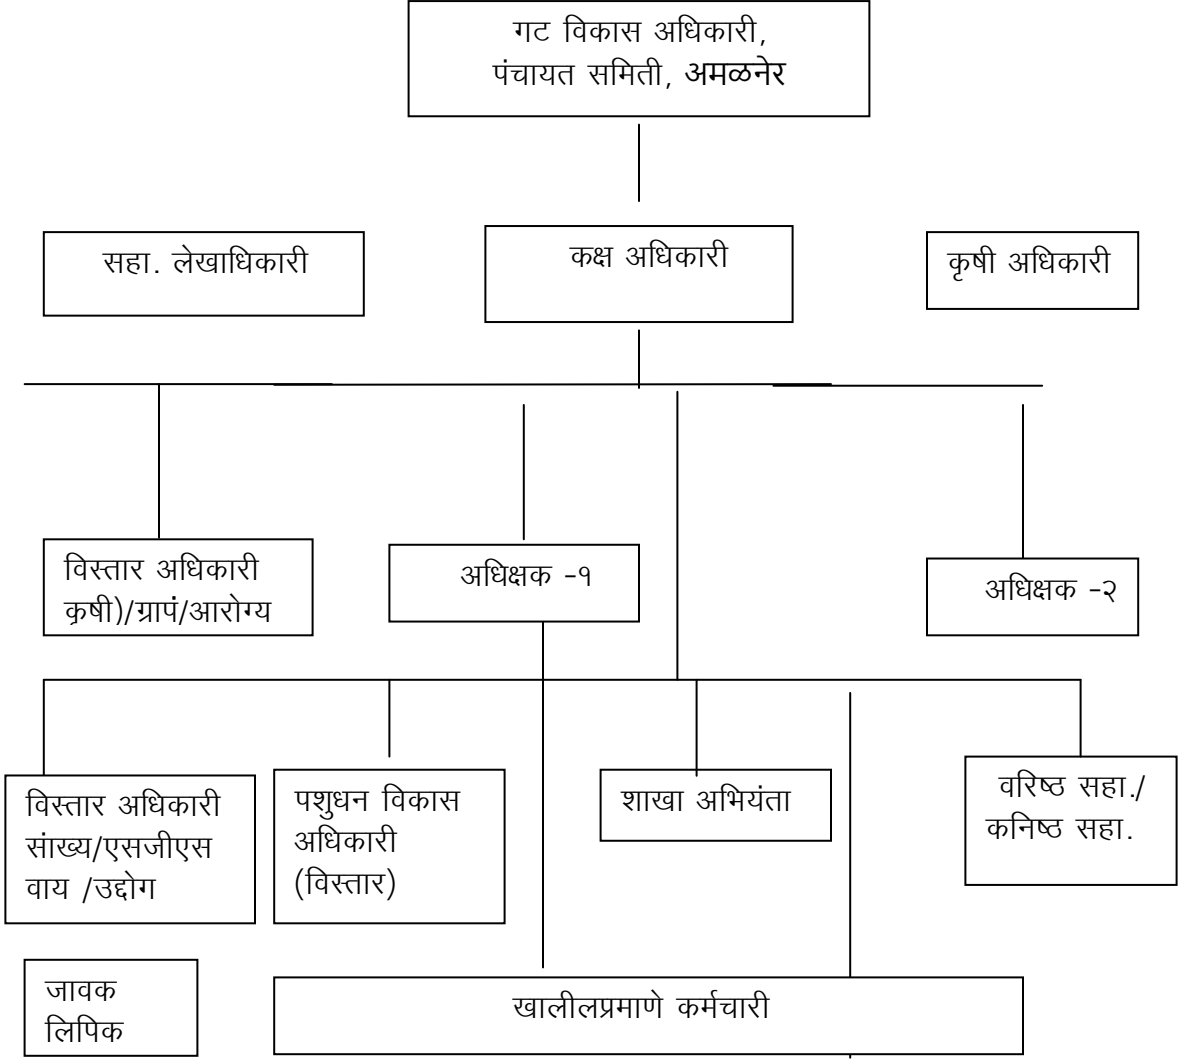 गट विकास अधिकारी,
पंचायत समिती, अमळनेर
सहा. लेखाधिकारी
कक्ष अधिकारी
कृषी अधिकारी
विस्तार अधिकारी
कृषी)/ग्रापं/आरोग्य
अधिक्षक -१
अधिक्षक -२
विस्तार अधिकारी
सांख्य/एसजीएस
वाय /उद्दोग
पशुधन विकास
अधिकारी
(विस्तार)
शाखा अभियंता
वरिष्ठ सहा./
कनिष्ठ सहा.
जावक
लिपिक
खालीलप्रमाणे कर्मचारी